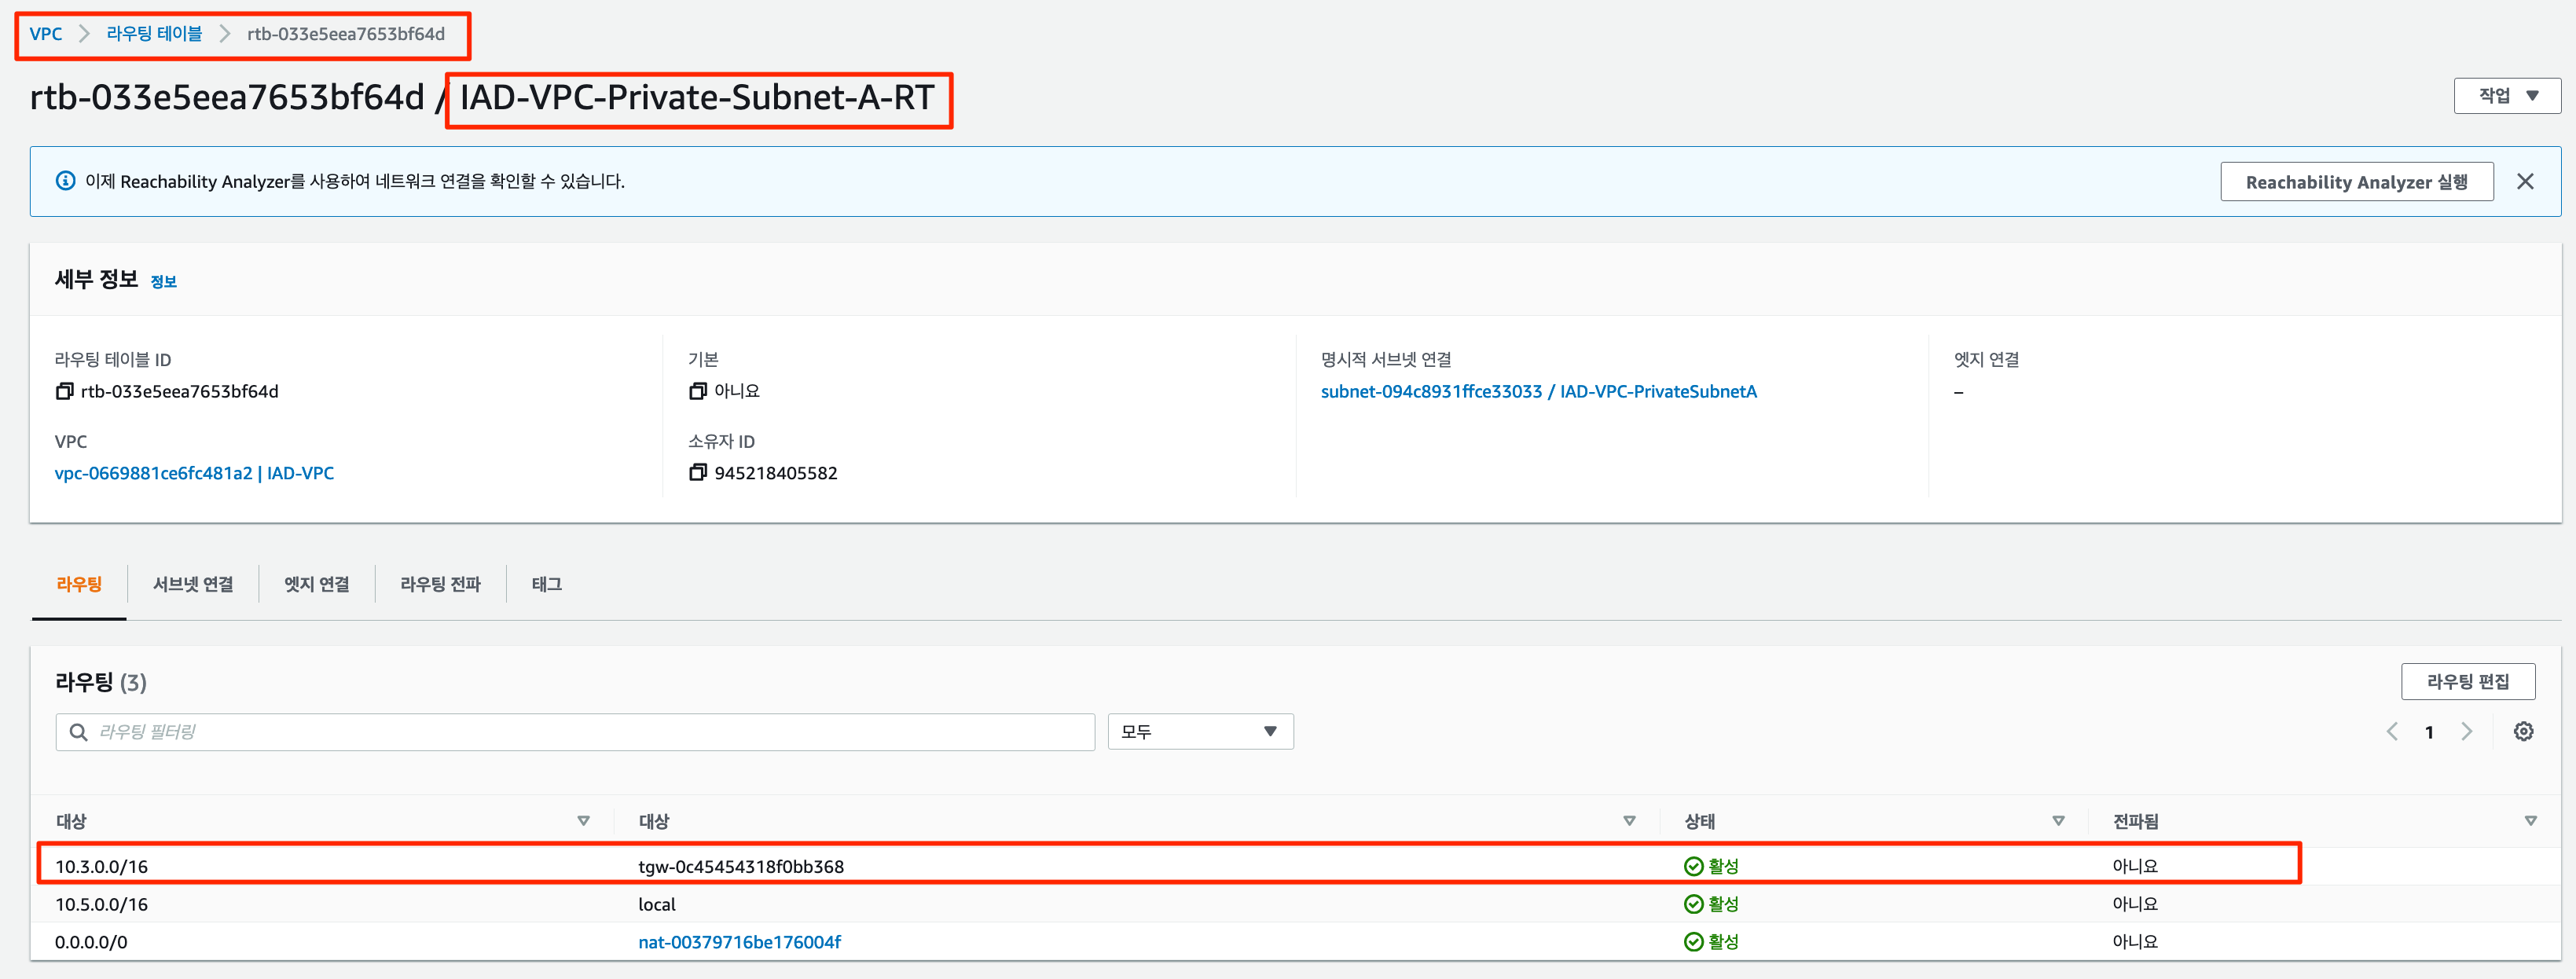 VPC > 라우팅 테이블 > rtb-033e5eea7653bf64d
rtb-033e5eea7653bf64d / IAD-VPC-Private-Subnet-A-RT
작업
이제 Reachability Analyzer를 사용하여 네트워크 연결을 확인할 수 있습니다.
Reachability Analyzer 실행
세부 정보 정보
라우팅 테이블 ID
rtb-033e5eea7653bf64d
기본
아니요
명시적 서브넷 연결
subnet-094c8931ffce33033 / IAD-VPC-PrivateSubnetA
엣지 연결
–
VPC
vpc-0669881ce6fc481a2 | IAD-VPC
소유자 ID
945218405582
라우팅 서브넷 연결 엣지 연결 라우팅 전파 태그
라우팅 (3)
라우팅 편집
라우팅 필터링
모두
1
대상 대상 상태 전파됨
10.3.0.0/16 tgw-0c45454318f0bb368 활성 아니요
10.5.0.0/16 local 활성 아니요
0.0.0.0/0 nat-00379716be176004f 활성 아니요